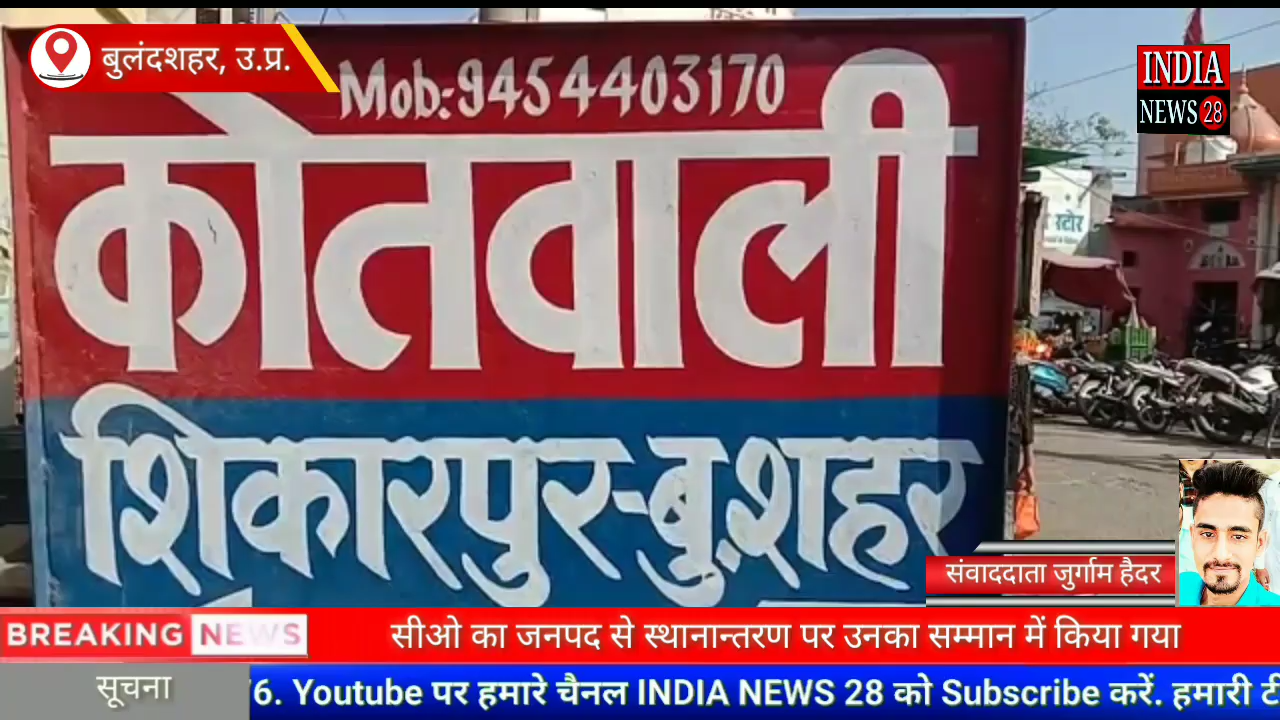 बुलंदशहर, उ.प्र.
Mob:9454403170
INDIA
NEWS 28
कोतवाली
स्टोर
शिकारपुर-बु.शहर
संवाददाता जुर्गाम हैदर
BREAKING NEWS
सीओ का जनपद से स्थानान्तरण पर उनका सम्मान में किया गया
सूचना
6. Youtube पर हमारे चैनल INDIA NEWS 28 को Subscribe करें. हमारी टी